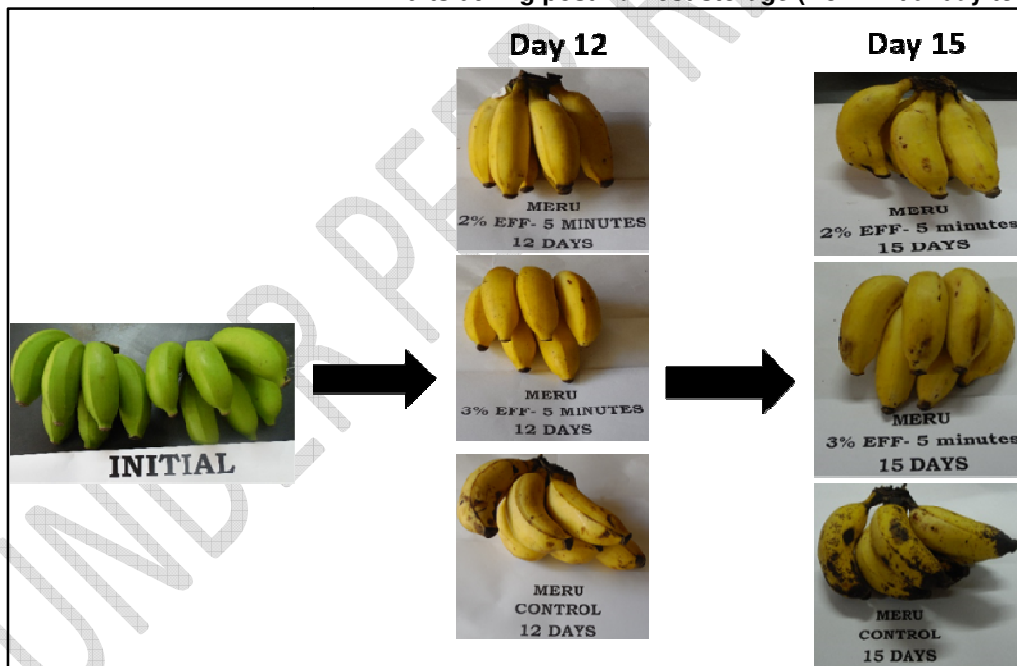 Day 12
Day 15
MERU
2% EFF- 5 MINUTES
12 DAYS
MERU
2% EFF- 5 minutes
15 DAYS
INITIAL
MERU
3% EFF- 5 MINUTES
12 DAYS
MERU
3% EFF- 5 minutes
15 DAYS
MERU
CONTROL
12 DAYS
MERU
CONTROL
15 DAYS
UNDER PEER